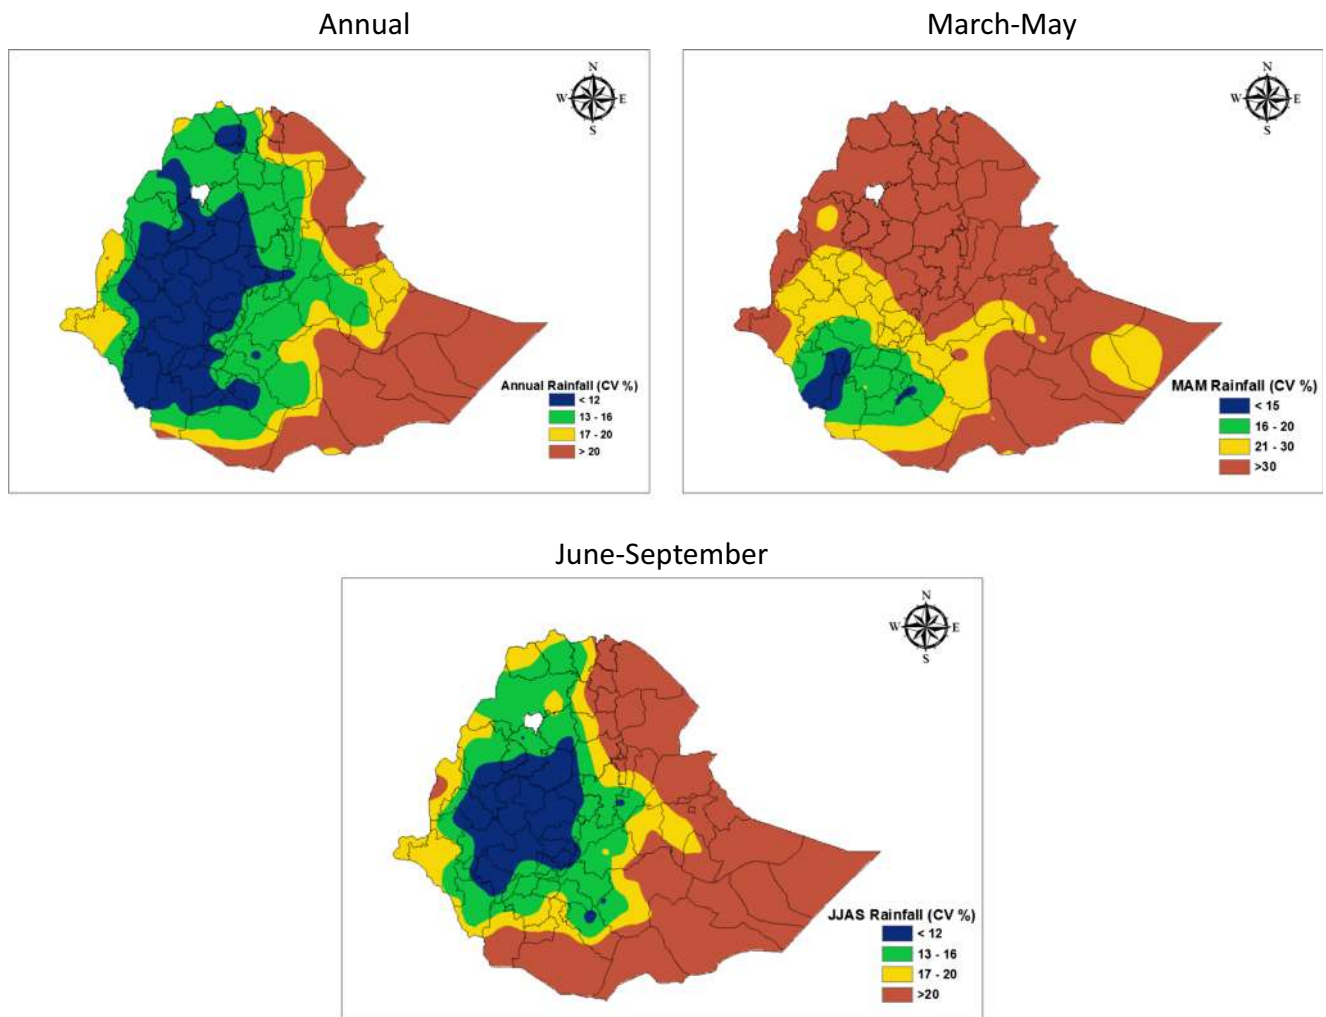 Annual
N
W E
S
Annual Rainfall (CV %)
< 12
13 - 16
17 - 20
> 20
March-May
N
W E
S
MAM Rainfall (CV %)
< 15
16 - 20
21 - 30
>30
June-September
N
W E
S
JJAS Rainfall (CV %)
< 12
13 - 16
17 - 20
>20